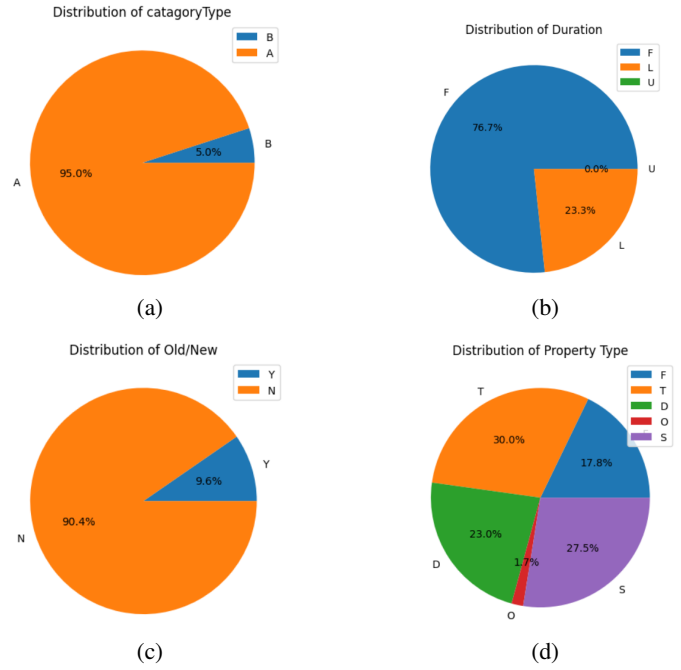 Distribution of catagoryType
B
A
B
5.0%
95.0%
A
(a)
Distribution of Duration
F
L
U
F
76.7%
0.0%
U
23.3%
L
(b)
Distribution of Old/New
Y
N
Y
9.6%
90.4%
N
(c)
Distribution of Property Type
F
T
D
O
S
T
30.0%
17.8%
23.0%
1.7%
27.5%
D
S
O
(d)